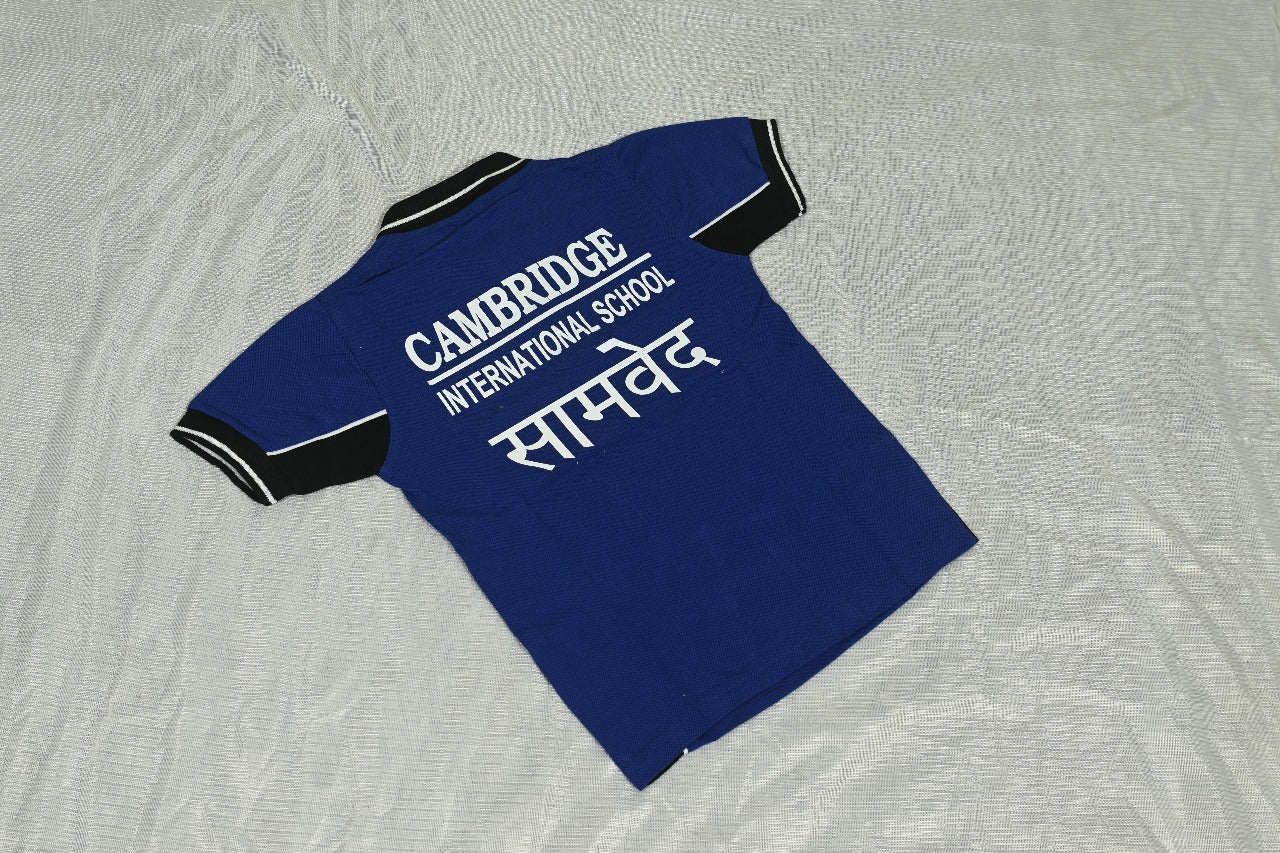 CAMBRIDGE
INTERNATIONAL SCHOOL
सामवेद